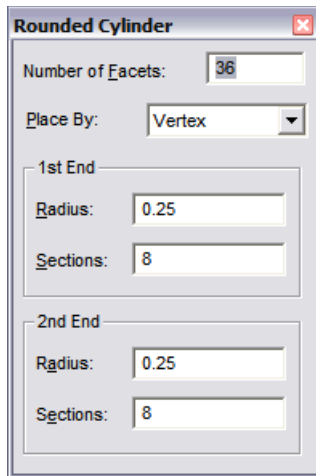 Rounded Cylinder
Number of Facets: 36
Place By: Vertex
1st End
Radius: 0.25
Sections: 8
2nd End
Radius: 0.25
Sections: 8